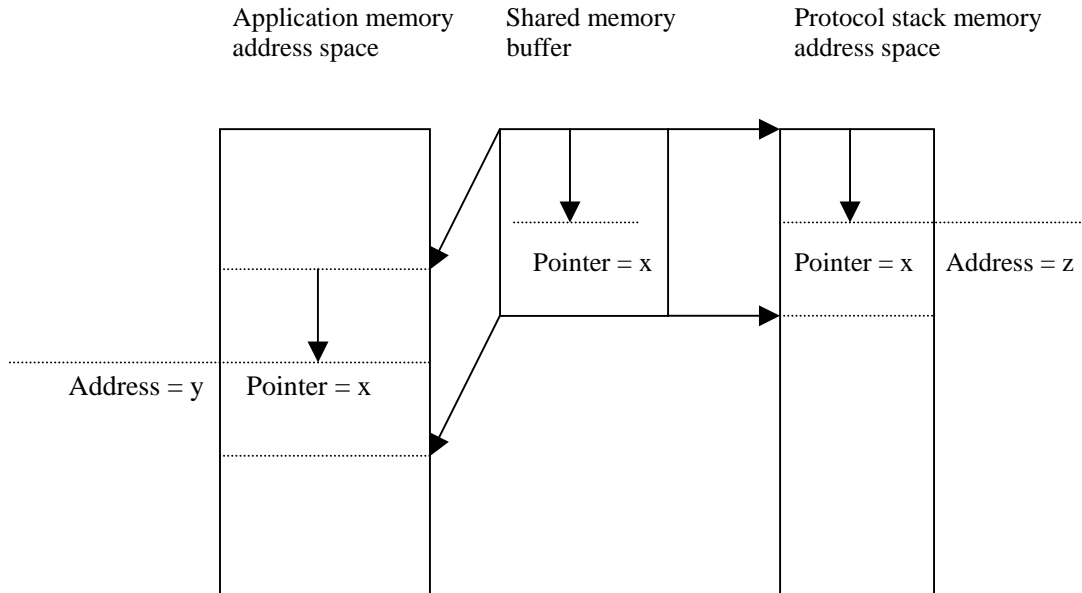 Application memory
address space
Shared memory
buffer
Protocol stack memory
address space
Pointer = x
Pointer = x
Address = z
Address = y
Pointer = x